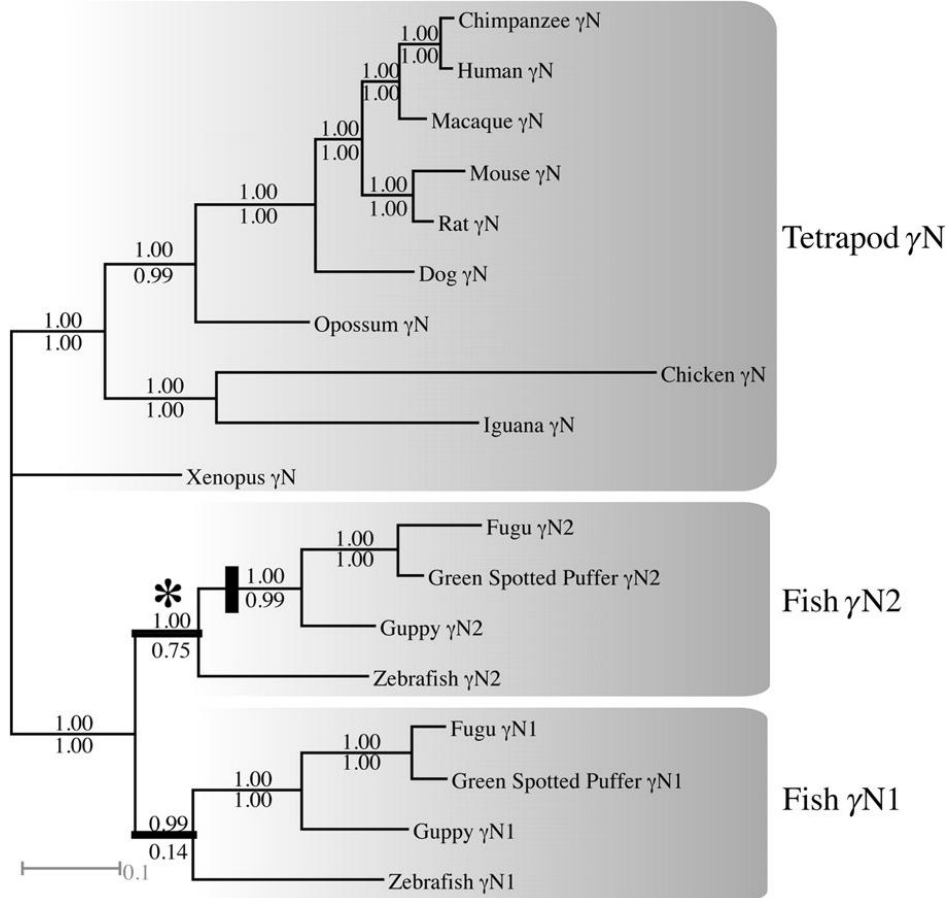 Chimpanzee γN
1.00
1.00
Human γN
1.00
1.00
Macaque γN
1.00
1.00
Mouse γN
1.00
1.00
Rat γN
1.00
1.00
Dog γN
1.00
0.99
Opossum γN
1.00
1.00
Chicken γN
1.00
1.00
Iguana γN
Xenopus γN
Tetrapod γN
Fugu γN2
1.00
1.00
Green Spotted Puffer γN2
1.00
0.99
*
1.00
0.75
Guppy γN2
Zebrafish γN2
Fish γN2
1.00
1.00
Fugu γN1
1.00
1.00
Green Spotted Puffer γN1
1.00
1.00
Guppy γN1
0.99
0.14
Zebrafish γN1
Fish γN1
0.1